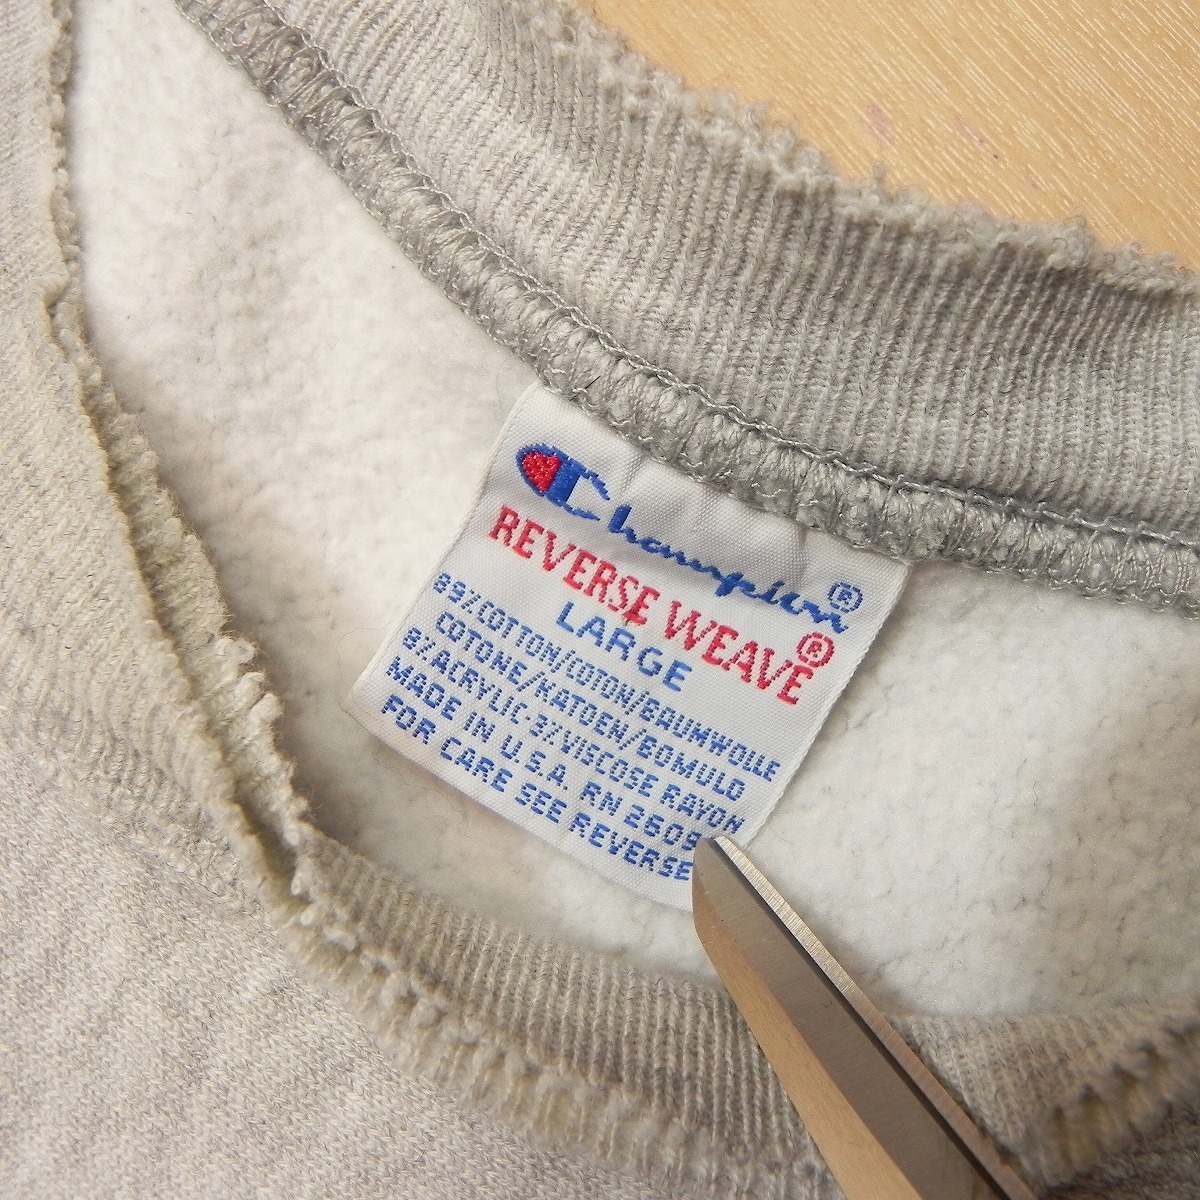 Champion®
REVERSE WEAVE®
LARGE
89%COTTON/COTON/BAUMWOLLE
COTONE/KATOEN/BOMULD
8%ACRYLIC·3%VISCOSE RAYON
MADE IN U.S.A. RN 26094
FOR CARE SEE REVERSE